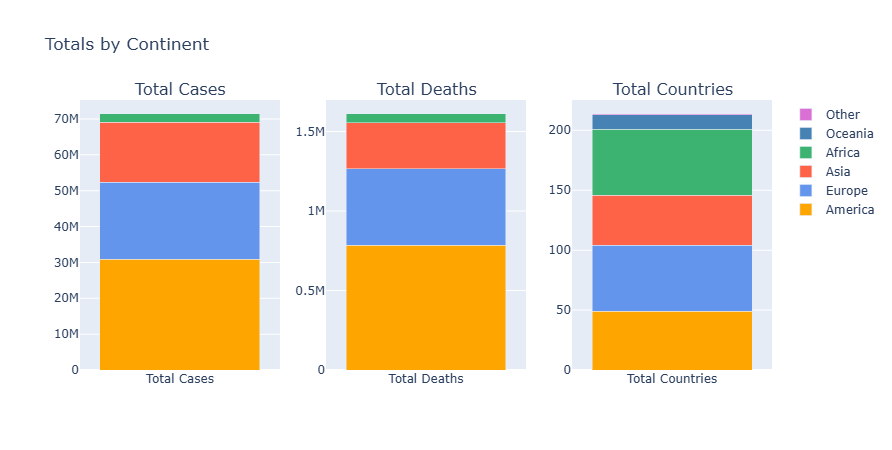 Totals by Continent
Total Cases
70M
60M
50M
40M
30M
20M
10M
0
Total Cases
Total Deaths
1.5M
1M
0.5M
0
Total Deaths
Total Countries
200
150
100
50
0
Total Countries
Other
Oceania
Africa
Asia
Europe
America